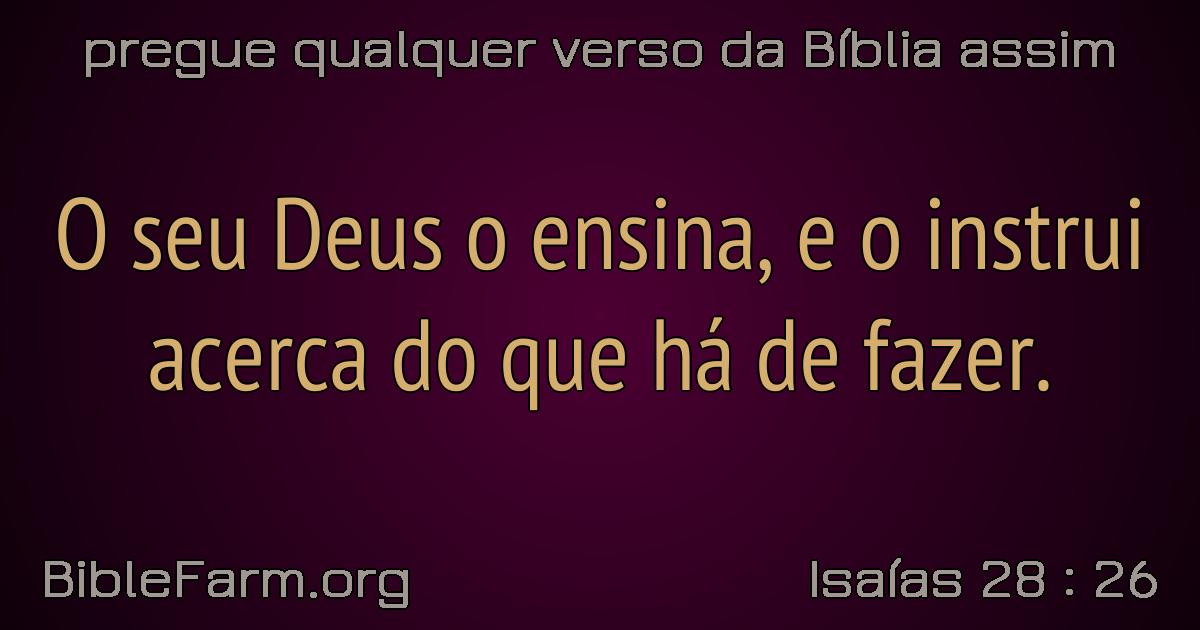 pregue qualquer verso da Bíblia assim
O seu Deus o ensina, e o instrui
acerca do que há de fazer.
BibleFarm.org
Isaías 28 : 26